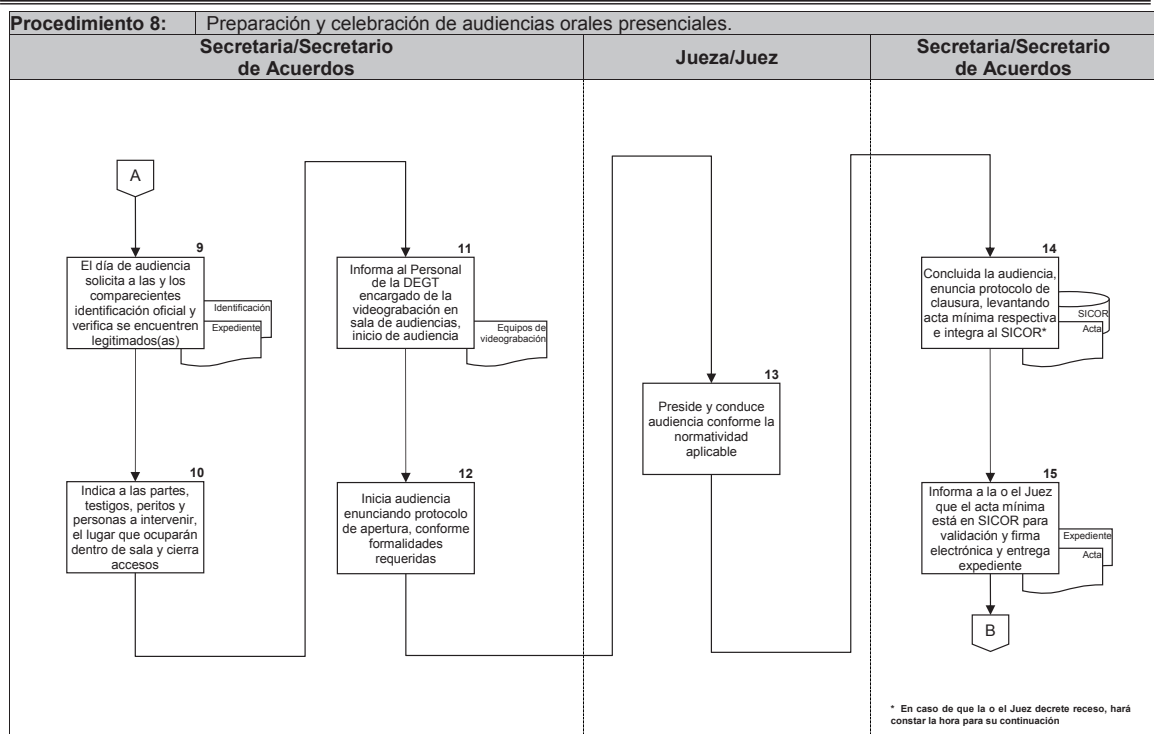 Procedimiento 8: Preparación y celebración de audiencias orales presenciales.
Secretaria/Secretario
de Acuerdos
Jueza/Juez
Secretaria/Secretario
de Acuerdos
A
9
El día de audiencia
solicita a las y los
comparecientes
identificación oficial y
verifica se encuentren
legitimados(as)
Identificación
Expediente
10
Indica a las partes,
testigos, peritos y
personas a intervenir,
el lugar que ocuparán
dentro de sala y cierra
accesos
11
Informa al Personal
de la DEGT
encargado de la
videograbación en
sala de audiencias,
inicio de audiencia
Equipos de
videograbación
12
Inicia audiencia
enunciando protocolo
de apertura, conforme
formalidades
requeridas
13
Preside y conduce
audiencia conforme la
normatividad
aplicable
14
Concluida la audiencia,
enuncia protocolo de
clausura, levantando
acta mínima respectiva
e integra al SICOR*
SICOR
Acta
15
Informa a la o el Juez
que el acta mínima
está en SICOR para
validación y firma
electrónica y entrega
expediente
Expediente
Acta
B
* En caso de que la o el Juez decrete receso, hará
constar la hora para su continuación